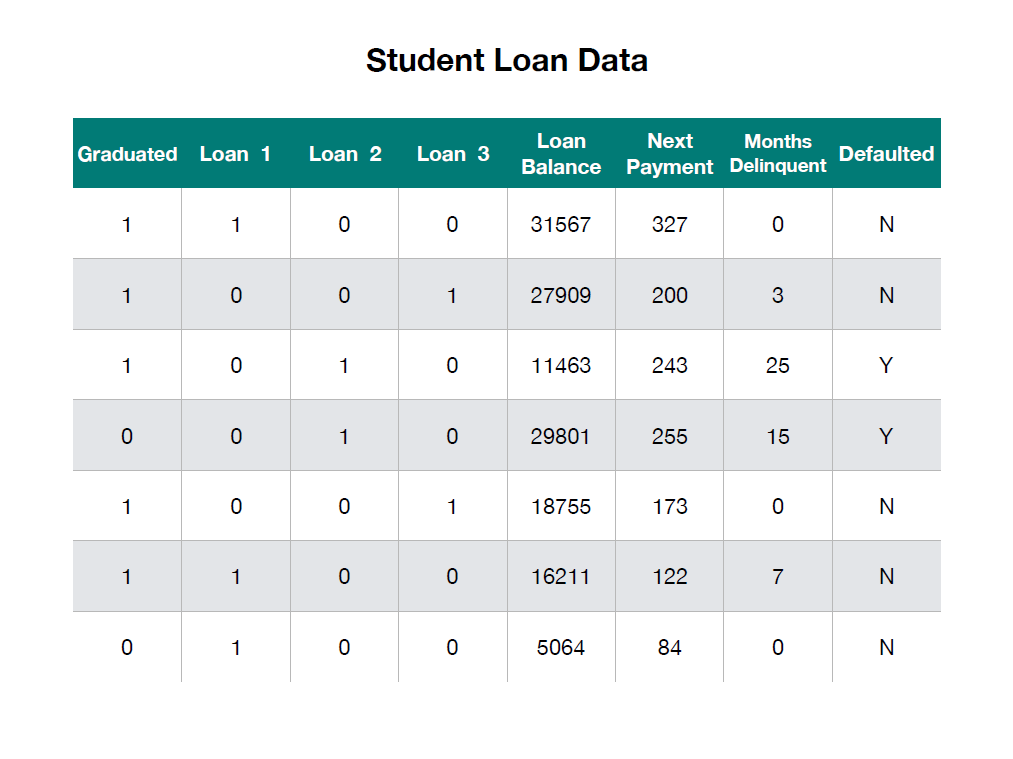 Student Loan Data
Graduated Loan 1 Loan 2 Loan 3 Loan Balance Next Payment Months Delinquent Defaulted
1 1 0 0 31567 327 0 N
1 0 0 1 27909 200 3 N
1 0 1 0 11463 243 25 Y
0 0 1 0 29801 255 15 Y
1 0 0 1 18755 173 0 N
1 1 0 0 16211 122 7 N
0 1 0 0 5064 84 0 N